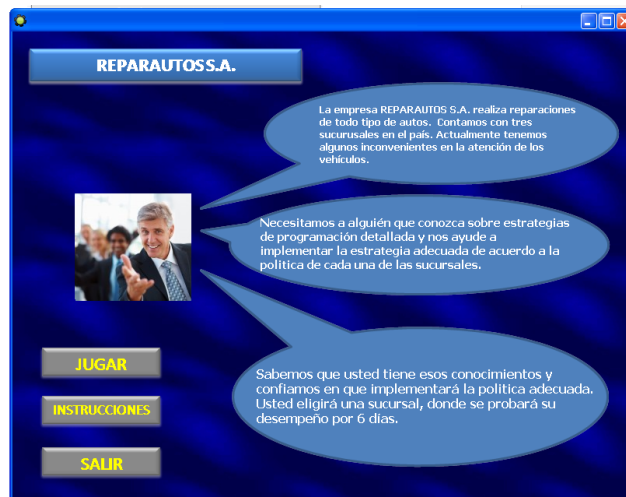 REPARAUTOS S.A.
La empresa REPARAUTOS S.A. realiza reparaciones
de todo tipo de autos. Contamos con tres
sucurusales en el país. Actualmente tenemos
algunos inconvenientes en la atención de los
vehículos.
Necesitamos a alguién que conozca sobre estrategias
de programación detallada y nos ayude a
implementar la estrategia adecuada de acuerdo a la
politica de cada una de las sucursales.
Sabemos que usted tiene esos conocimientos y
confiamos en que implementará la politica adecuada.
Usted eligirá una sucursal, donde se probará su
desempeño por 6 días.
JUGAR
INSTRUCCIONES
SALIR